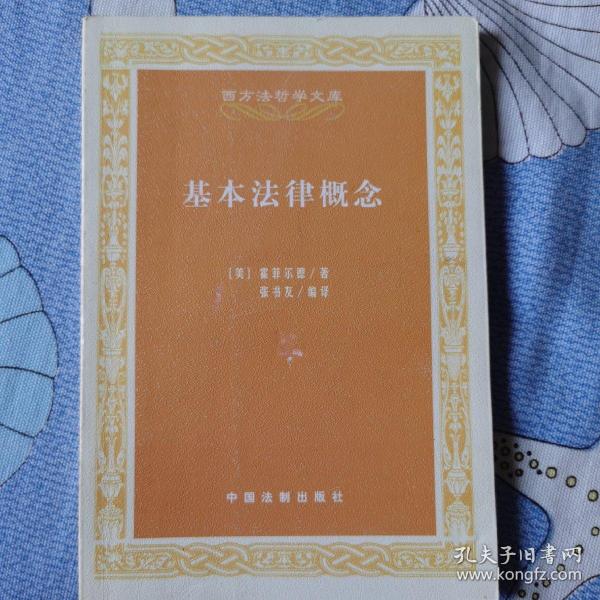 西方法哲学文库
基本法律概念
［美］霍菲尔德/著
张书友/编译
中国法制出版社
孔夫子旧书网
www.kongfz.com